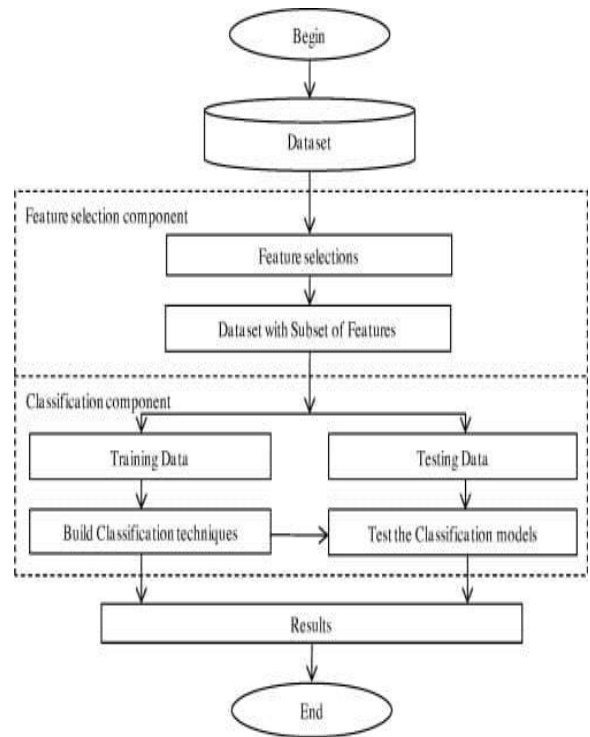 Begin
Dataset
Feature selection component
Feature selections
Dataset with Subset of Features
Classification component
Training Data
Testing Data
Build Classification techniques
Test the Classification models
Results
End